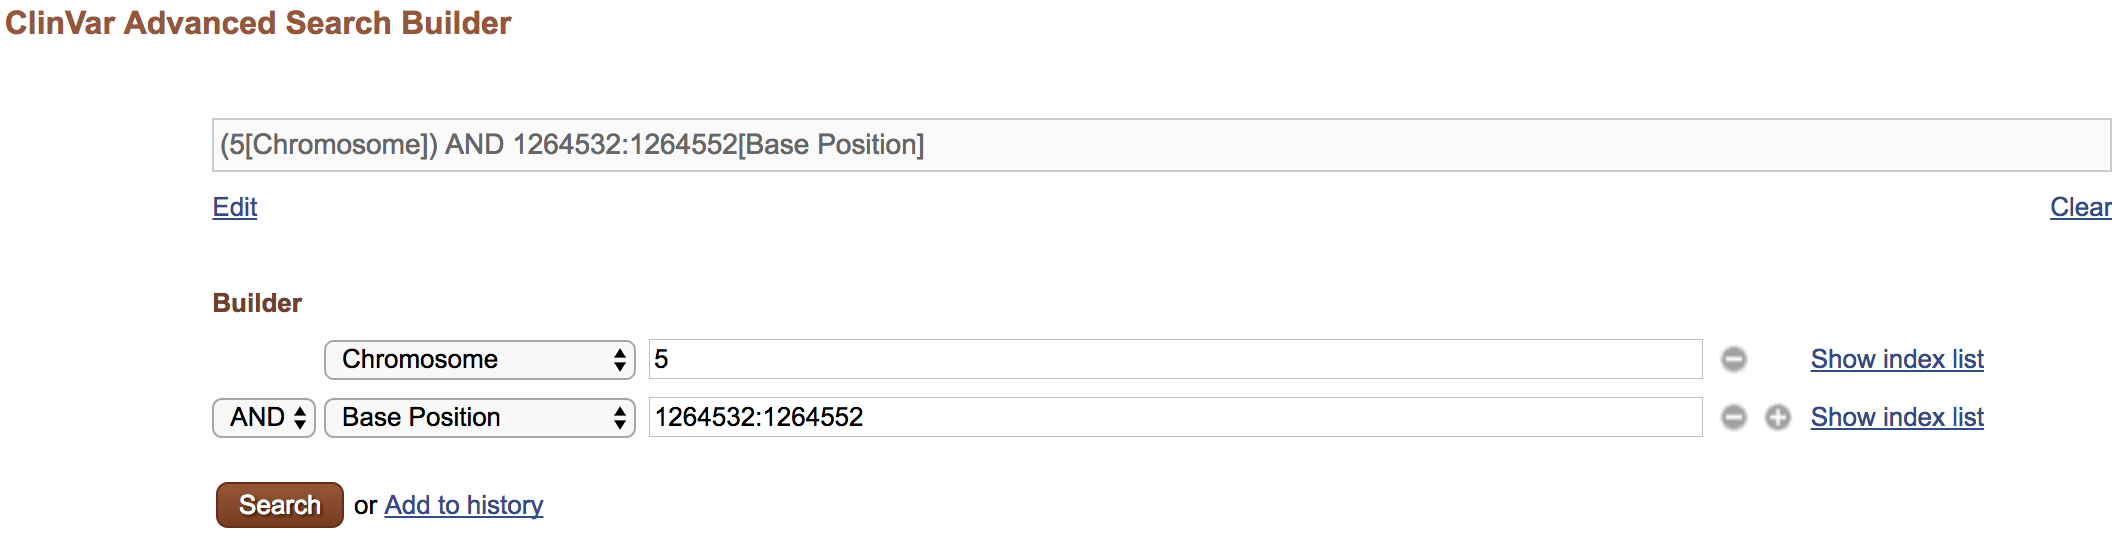 ClinVar Advanced Search Builder
(5[Chromosome]) AND 1264532:1264552[Base Position]
Edit Clear
Builder
Chromosome 5 Show index list
AND Base Position 1264532:1264552 Show index list
Search or Add to history